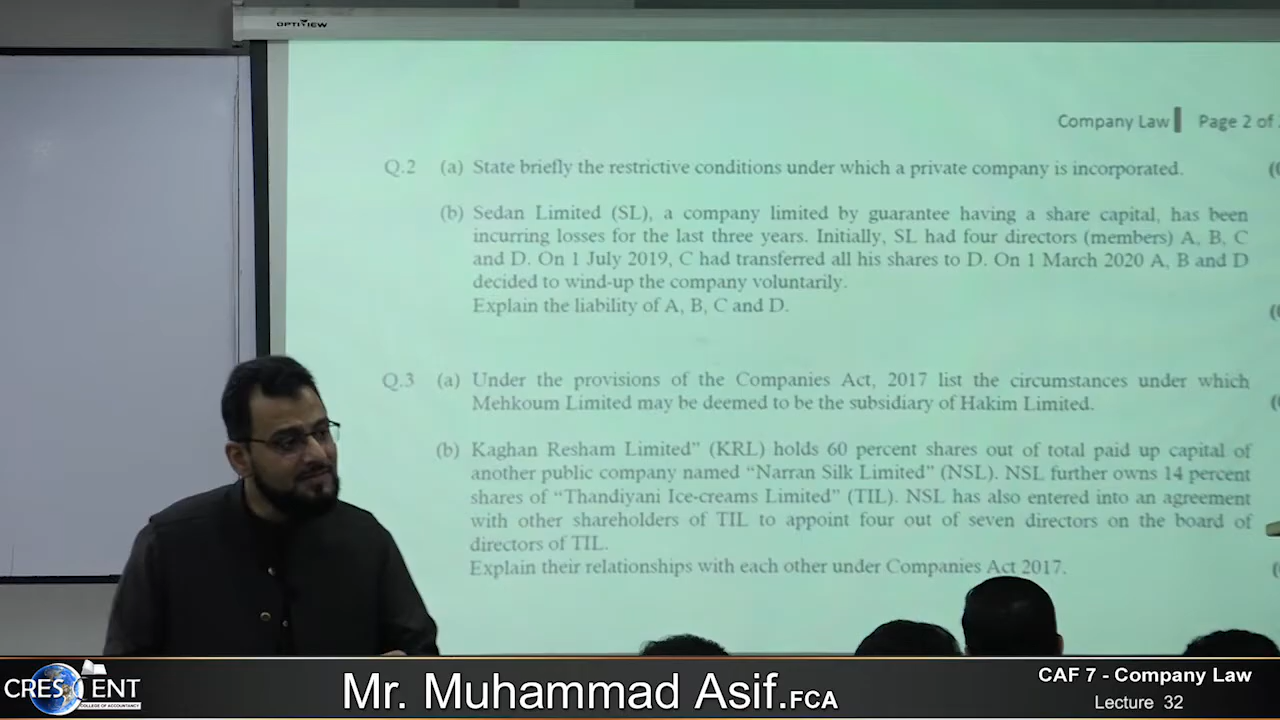 OPTIVIEW
Company Law Page 2 of
Q.2 (a) State briefly the restrictive conditions under which a private company is incorporated.
(b) Sedan Limited (SL), a company limited by guarantee having a share capital, has been
incurring losses for the last three years. Initially, SL had four directors (members) A, B, C
and D. On 1 July 2019, C had transferred all his shares to D. On 1 March 2020 A, B and D
decided to wind-up the company voluntarily.
Explain the liability of A, B, C and D.
Q.3 (a) Under the provisions of the Companies Act, 2017 list the circumstances under which
Mehkoum Limited may be deemed to be the subsidiary of Hakim Limited.
(b) Kaghan Resham Limited” (KRL) holds 60 percent shares out of total paid up capital of
another public company named “Narran Silk Limited” (NSL). NSL further owns 14 percent
shares of “Thandiyani Ice-creams Limited” (TIL). NSL has also entered into an agreement
with other shareholders of TIL to appoint four out of seven directors on the board of
directors of TIL.
Explain their relationships with each other under Companies Act 2017.
CRESCENT
COLLEGE OF ACCOUNTANCY
Mr. Muhammad Asif.FCA
CAF 7 - Company Law
Lecture 32